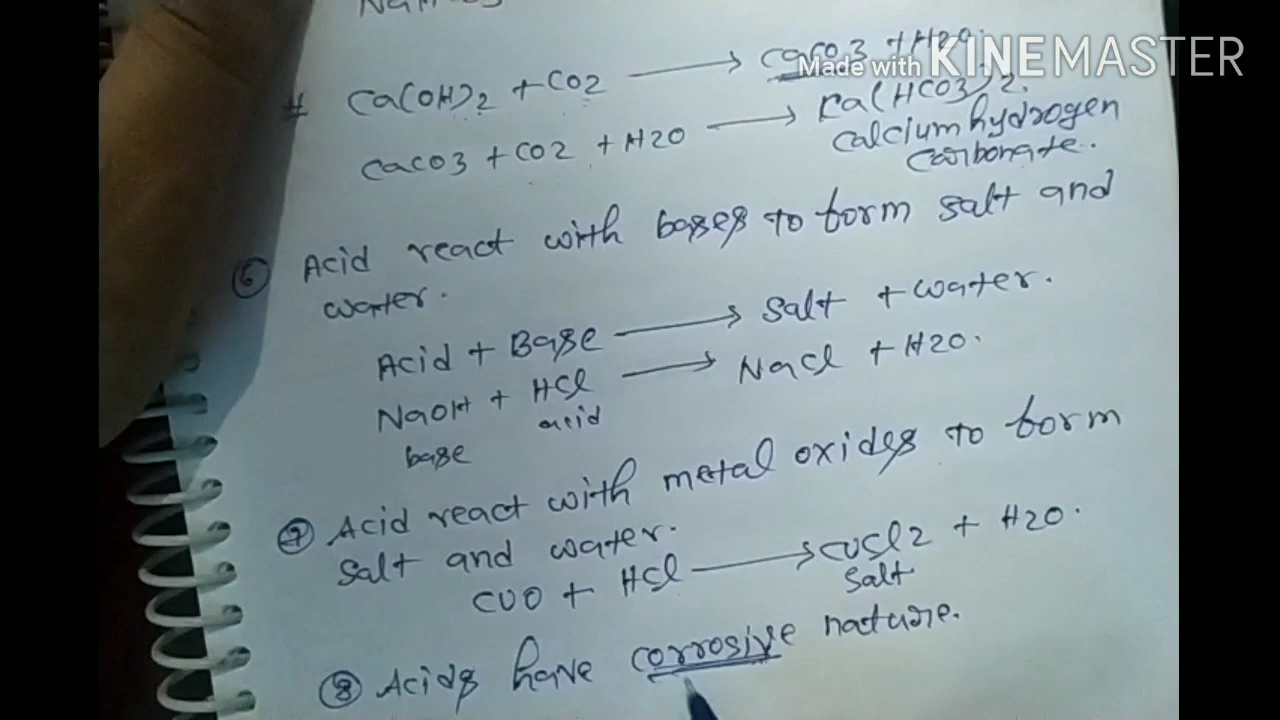 Ca(OH)2 + CO2 → CaCO3 + H2O.
Made with KINEMASTER
CaCO3 + CO2 + H2O → Ca(HCO3)2.
calcium hydrogen
carbonate.
6 Acid react with bases to form salt and
water.
Acid + Base → Salt + water.
NaOH + HCl → NaCl + H2O.
base acid
7 Acid react with metal oxides to form
salt and water.
CuO + HCl → CuCl2 + H2O.
salt
8 Acids have corrosive nature.